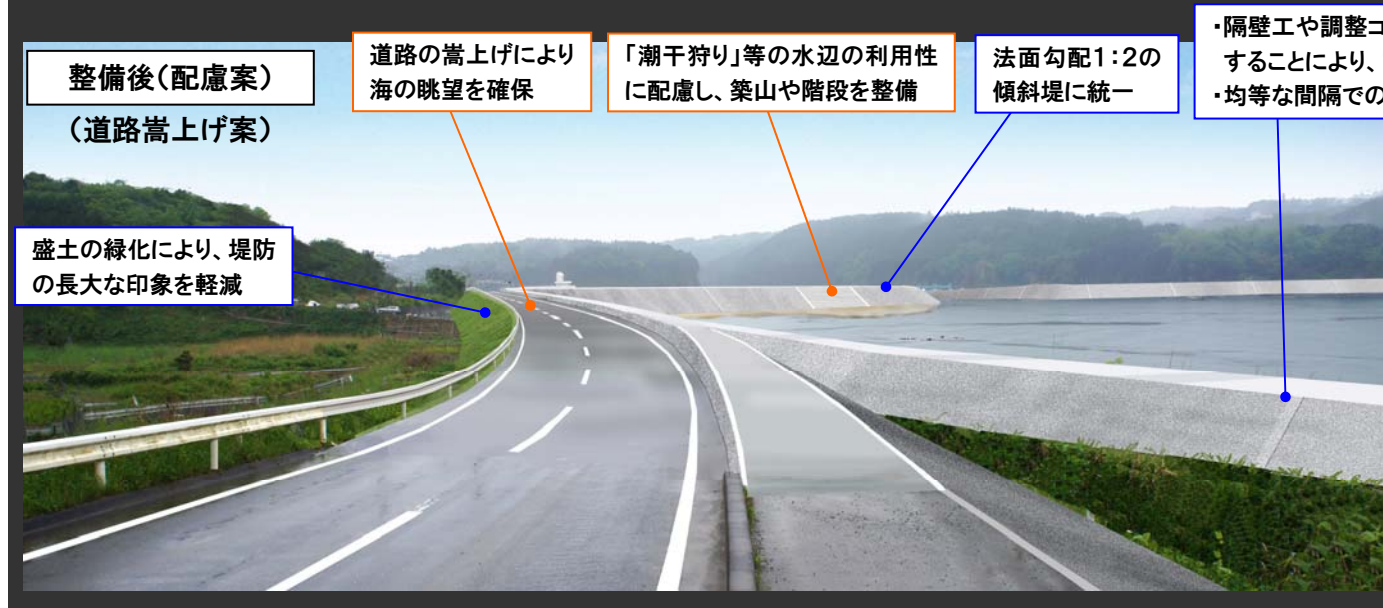 整備後(配慮案)
(道路嵩上げ案)
道路の嵩上げにより
海の眺望を確保
「潮干狩り」等の水辺の利用性
に配慮し、築山や階段を整備
法面勾配1:2の
傾斜堤に統一
・隔壁工や調整コ
することにより、
・均等な間隔での
盛土の緑化により、堤防
の長大な印象を軽減